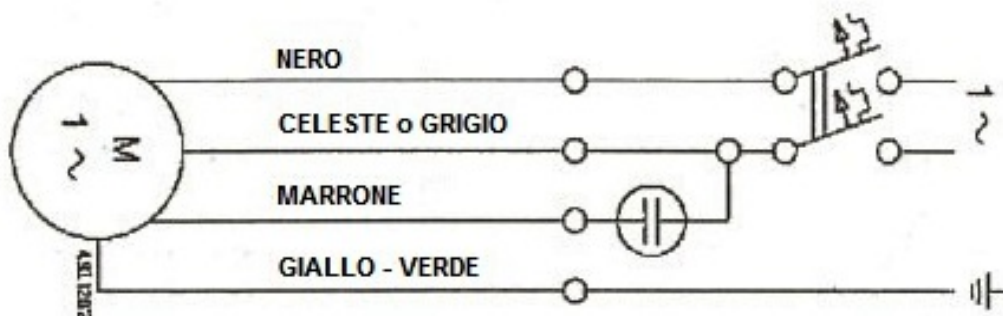 NERO
CELESTE o GRIGIO
MARRONE
GIALLO - VERDE
M
1 ~
1 ~